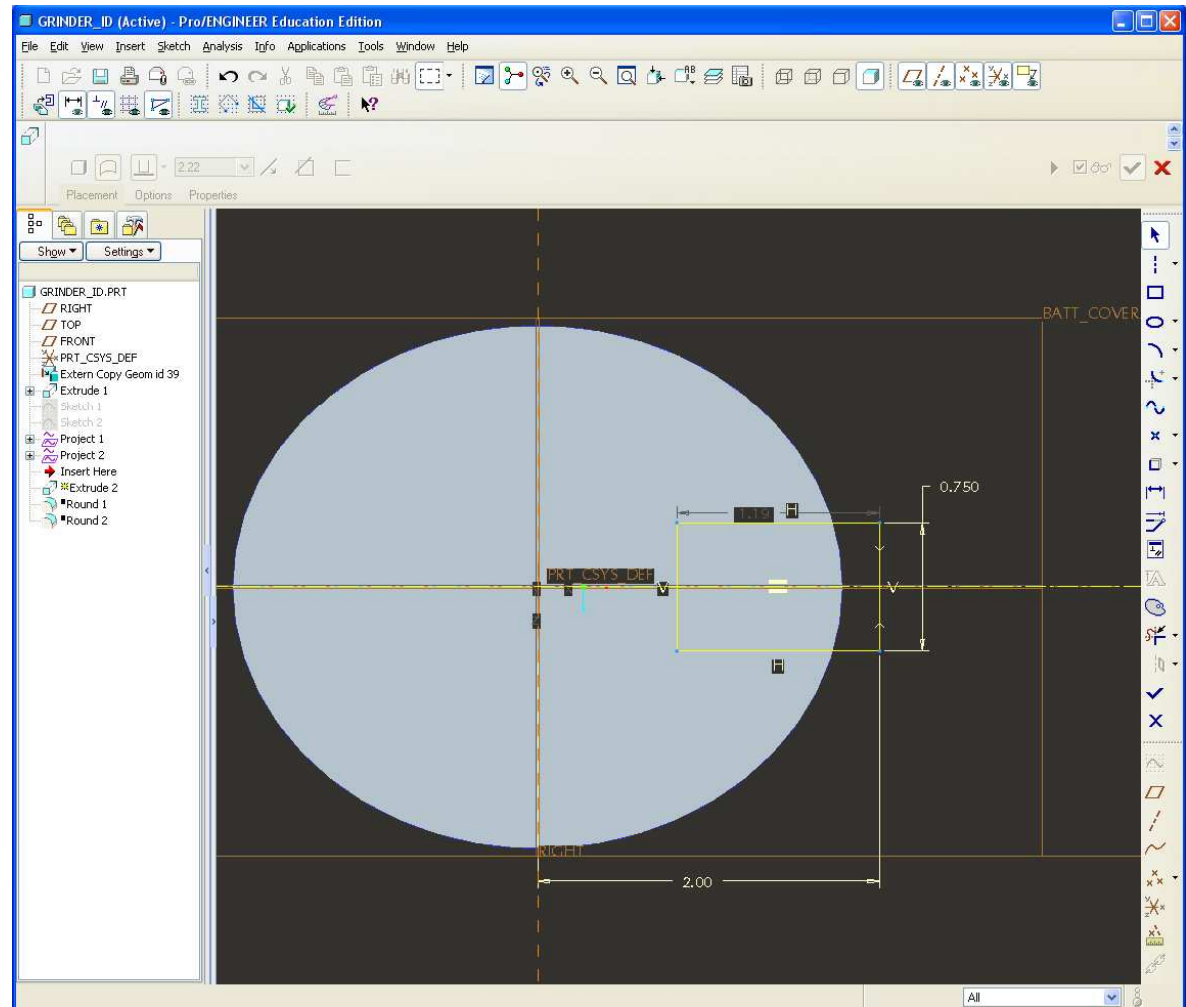 GRINDER_ID (Active) - Pro/ENGINEER Education Edition
File Edit View Insert Sketch Analysis Info Applications Tools Window Help
2.22
Placement Options Properties
Show Settings
GRINDER_ID.PRT
RIGHT
TOP
FRONT
PRT_CSYS_DEF
Extern Copy Geom id 39
Extrude 1
Sketch 1
Sketch 2
Project 1
Project 2
Insert Here
Extrude 2
Round 1
Round 2
BATT_COVER
0.750
1.19 H
PRT_CSYS_DEF
V
V
H
RIGHT
2.00
All